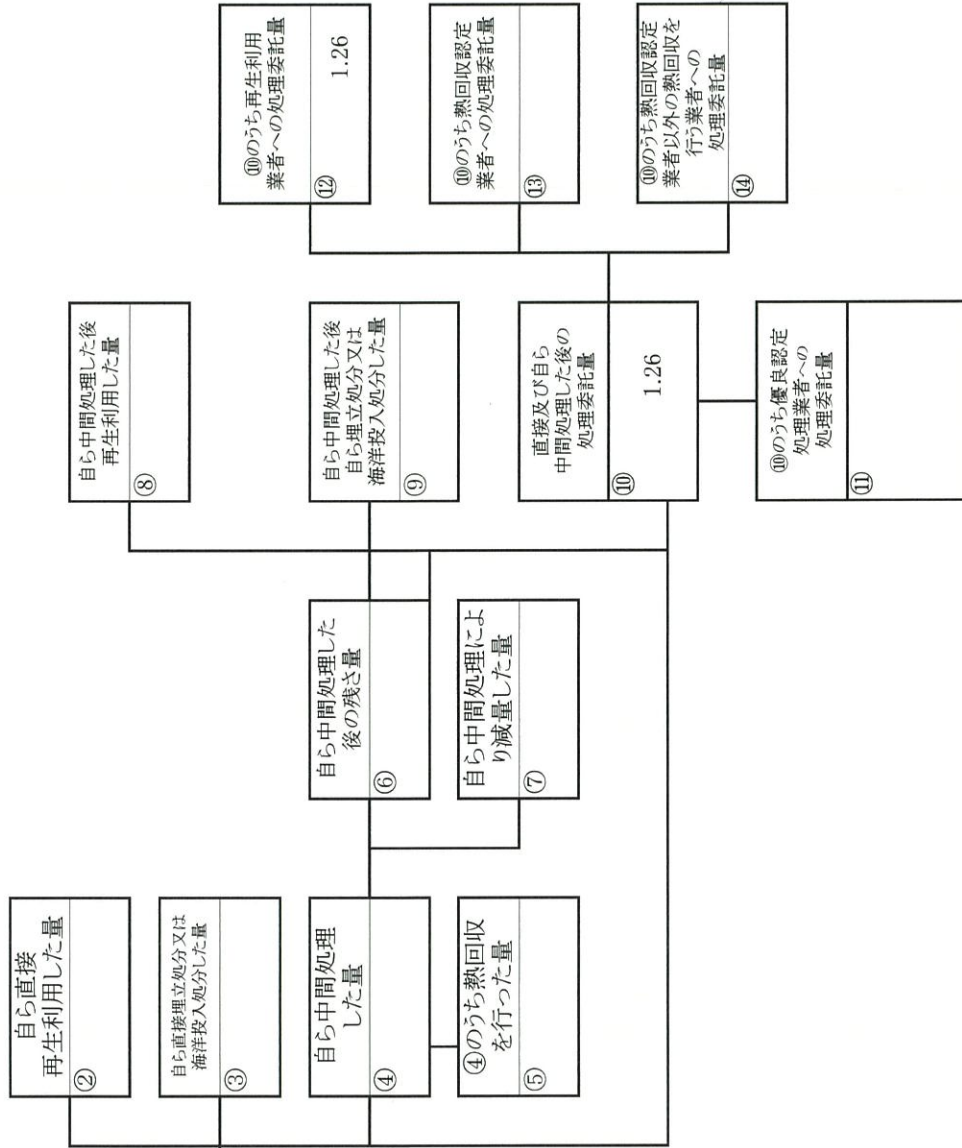 自ら直接
再生利用した量
②
自ら直接埋立処分又は
海洋投入処分した量
③
自ら中間処理
した量
④
④のうち熱回収
を行った量
⑤
自ら中間処理した
後の残さ量
⑥
自ら中間処理によ
り減量した量
⑦
自ら中間処理した後
再生利用した量
⑧
自ら中間処理した後
自ら埋立処分又は
海洋投入処分した量
⑨
直接及び自ら
中間処理した後の
処理委託量
⑩
1.26
⑩のうち優良認定
処理業者への
処理委託量
⑪
⑩のうち再生利用
業者への処理委託量
⑫
1.26
⑩のうち熱回収認定
業者への処理委託量
⑬
⑩のうち熱回収認定
業者以外の熱回収を
行う業者への
処理委託量
⑭